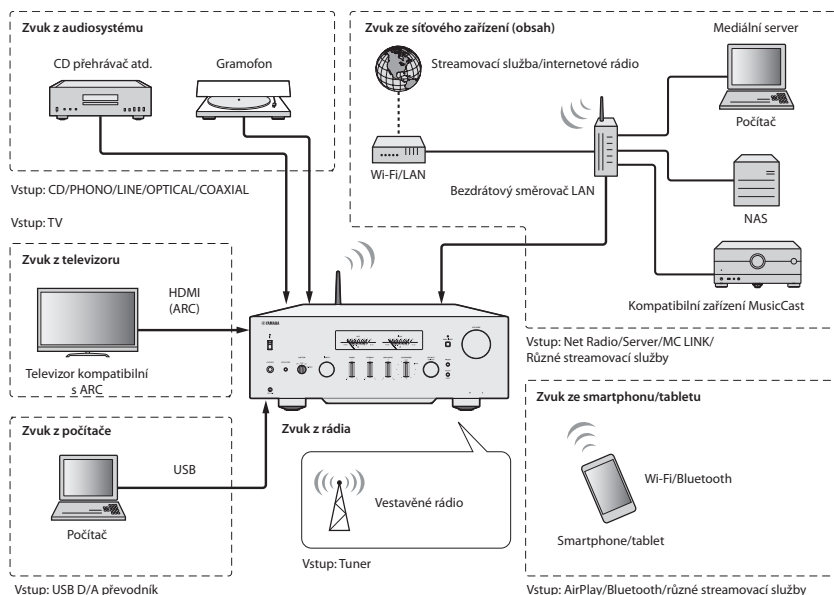 Zvuk z audiosystému
CD přehrávač atd.
Gramofon
Vstup: CD/PHONO/LINE/OPTICAL/COAXIAL
Zvuk ze síťového zařízení (obsah)
Streamovací služba/internetové rádio
Mediální server
Počítač
Wi-Fi/LAN
Bezdrátový směrovač LAN
NAS
Kompatibilní zařízení MusicCast
Vstup: Net Radio/Server/MC LINK/
Různé streamovací služby
Vstup: TV
Zvuk z televizoru
HDMI
(ARC)
Televizor kompatibilní
s ARC
YAMAHA
Zvuk z počítače
USB
Počítač
Vstup: USB D/A převodník
Zvuk z rádia
Vestavěné rádio
Vstup: Tuner
Zvuk ze smartphonu/tabletu
Wi-Fi/Bluetooth
Smartphone/tablet
Vstup: AirPlay/Bluetooth/různé streamovací služby